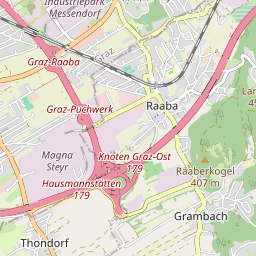 Industriepark
Messendorf
Graz
Graz-Raaba
Graz-Puchwerk
Raaba
Magna
Steyr
Knoten Graz-Ost
179
Hausmannstätten
179
Raaberkogel
407 m
Grambach
Thondorf